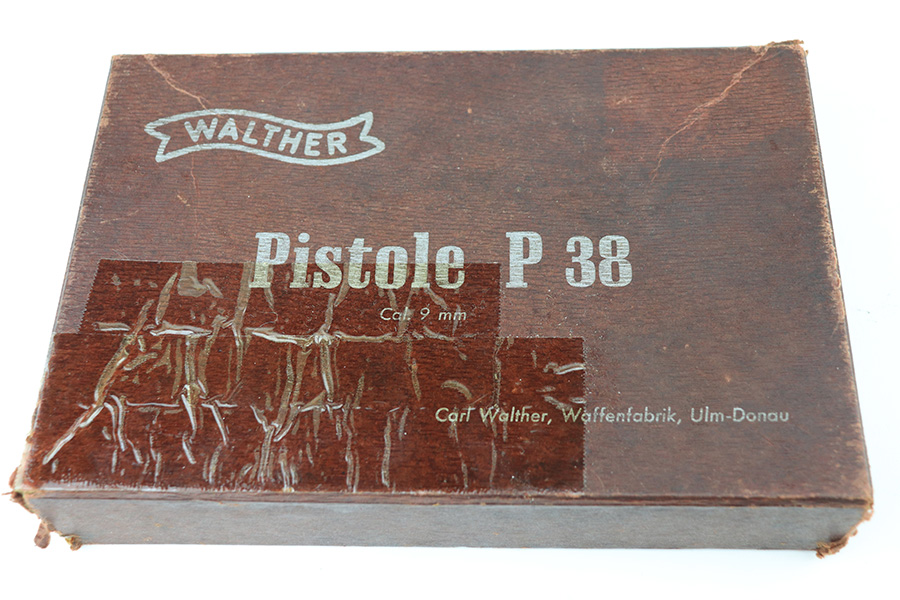 WALTHER
Pistole P 38
Cal. 9 mm
Carl Walther, Waffenfabrik, Ulm-Donau